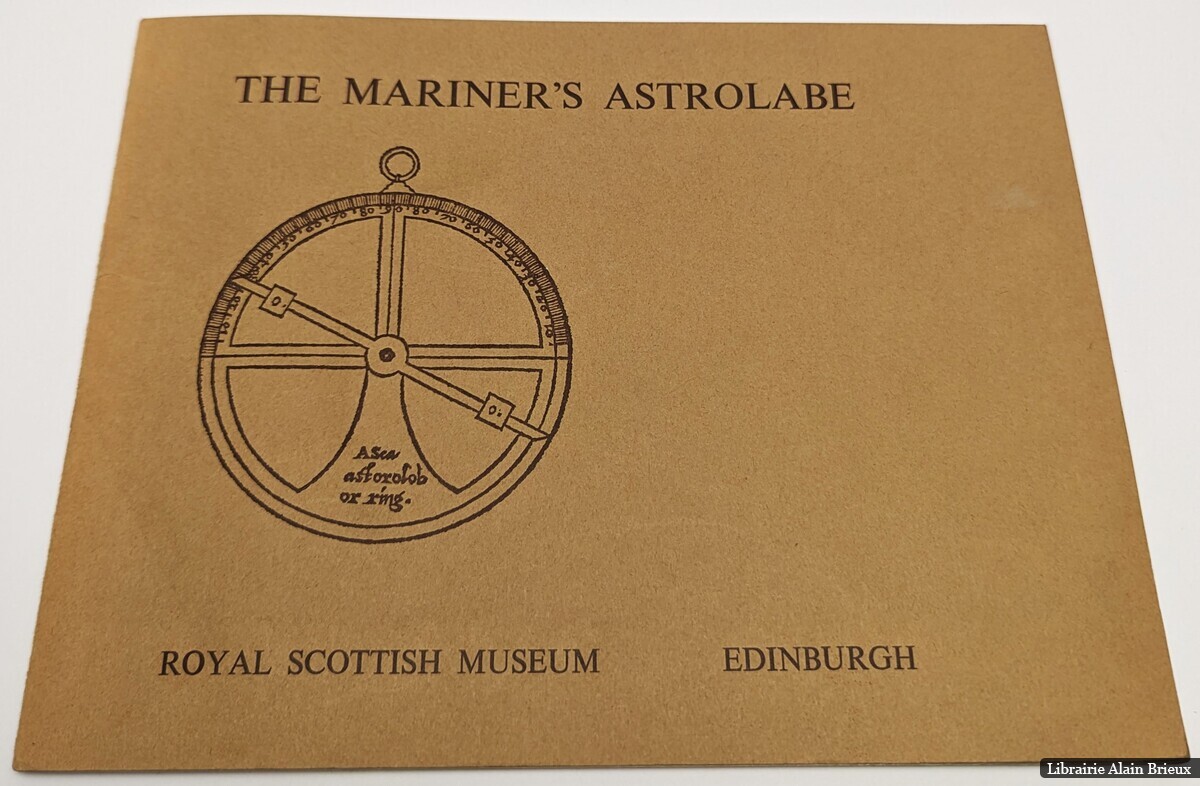 THE MARINER'S ASTROLABE
A Sea
astorolob
or ring.
ROYAL SCOTTISH MUSEUM EDINBURGH
Librairie Alain Brieux